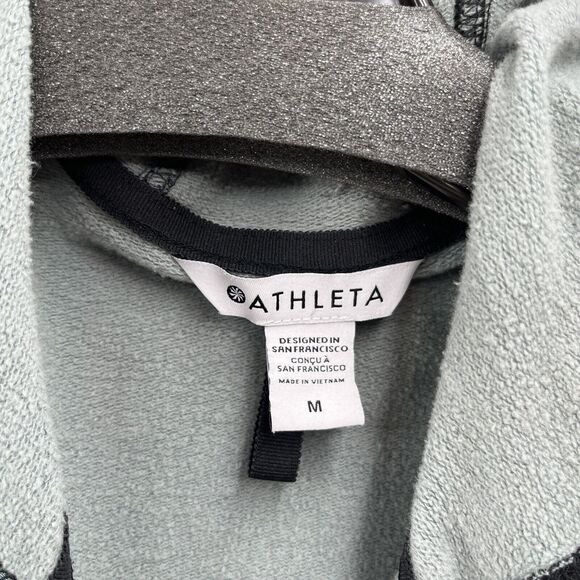 ATHLETA
DESIGNED IN
SAN FRANCISCO
CONÇU À
SAN FRANCISCO
MADE IN VIETNAM
M